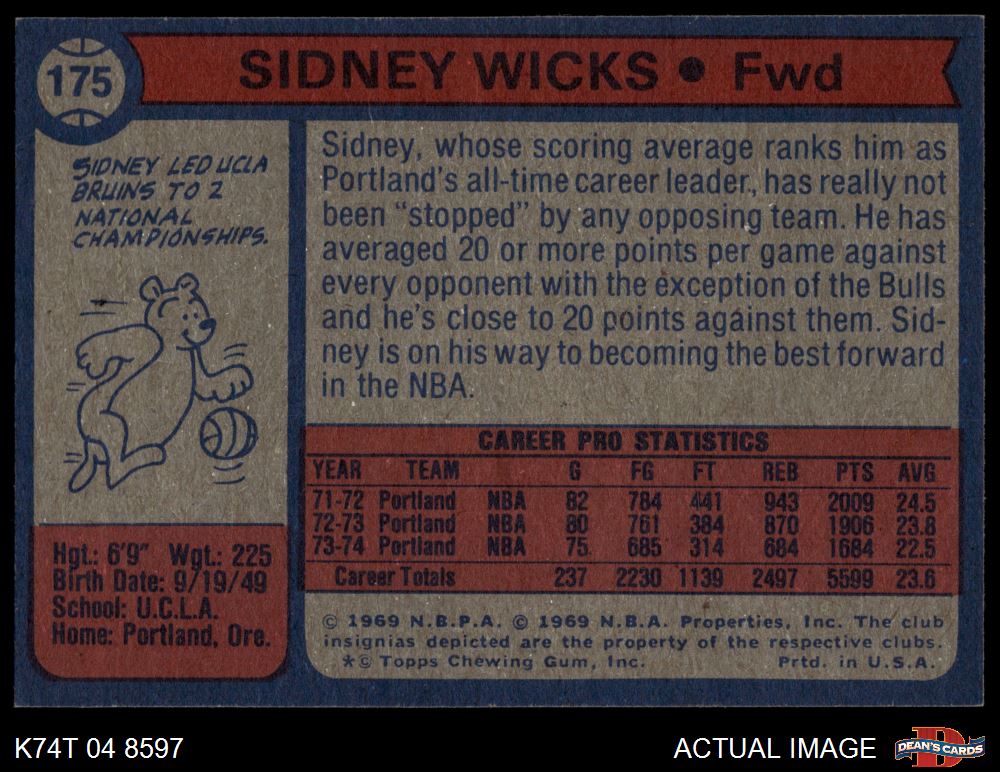 175
SIDNEY WICKS ● Fwd
SIDNEY LED UCLA
BRUINS TO 2
NATIONAL
CHAMPIONSHIPS.
Sidney, whose scoring average ranks him as
Portland's all-time career leader, has really not
been "stopped" by any opposing team. He has
averaged 20 or more points per game against
every opponent with the exception of the Bulls
and he's close to 20 points against them. Sid-
ney is on his way to becoming the best forward
in the NBA.
CAREER PRO STATISTICS
YEAR TEAM G FG FT REB PTS AVG
71-72 Portland NBA 82 784 441 943 2009 24.5
72-73 Portland NBA 80 761 384 870 1906 23.8
73-74 Portland NBA 75 685 314 684 1684 22.5
Career Totals 237 2230 1139 2497 5599 23.6
Hgt.: 6'9" Wgt.: 225
Birth Date: 9/19/49
School: U.C.L.A.
Home: Portland, Ore.
© 1969 N.B.P.A. © 1969 N.B.A. Properties, Inc. The club
insignias depicted are the property of the respective clubs.
*© Topps Chewing Gum, Inc. Prtd. in U.S.A.
K74T 04 8597
ACTUAL IMAGE
D
DEAN'S CARDS